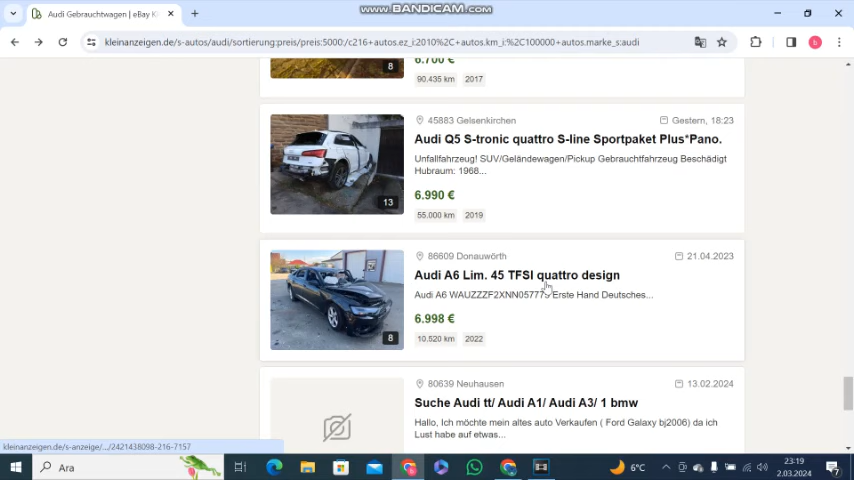 www.BANDICAM.com
Audi Gebrauchtwagen | eBay K
kleinanzeigen.de/s-autos/audi/sortierung:preis/preis:5000:/c216+autos.ez_i:2010%2C+autos.km_i:%2C100000+autos.marke_s:audi
b
8
6.700 €
90.435 km 2017
45883 Gelsenkirchen
Gestern, 18:23
Audi Q5 S-tronic quattro S-line Sportpaket Plus*Pano.
Unfallfahrzeug! SUV/Geländewagen/Pickup Gebrauchtfahrzeug Beschädigt
Hubraum: 1968...
13
6.990 €
55.000 km 2019
86609 Donauwörth
21.04.2023
Audi A6 Lim. 45 TFSI quattro design
Audi A6 Erste Hand Deutsches...
6.998 €
8
10.520 km 2022
80639 Neuhausen
13.02.2024
Suche Audi tt/ Audi A1/ Audi A3/ 1 bmw
Hallo, Ich möchte mein altes auto Verkaufen ( Ford Galaxy bj2006) da ich
Lust habe auf etwas...
kleinanzeigen.de/s-anzeige/.../2421438098-216-7157
Ara
6°C
23:19
2.03.2024
7